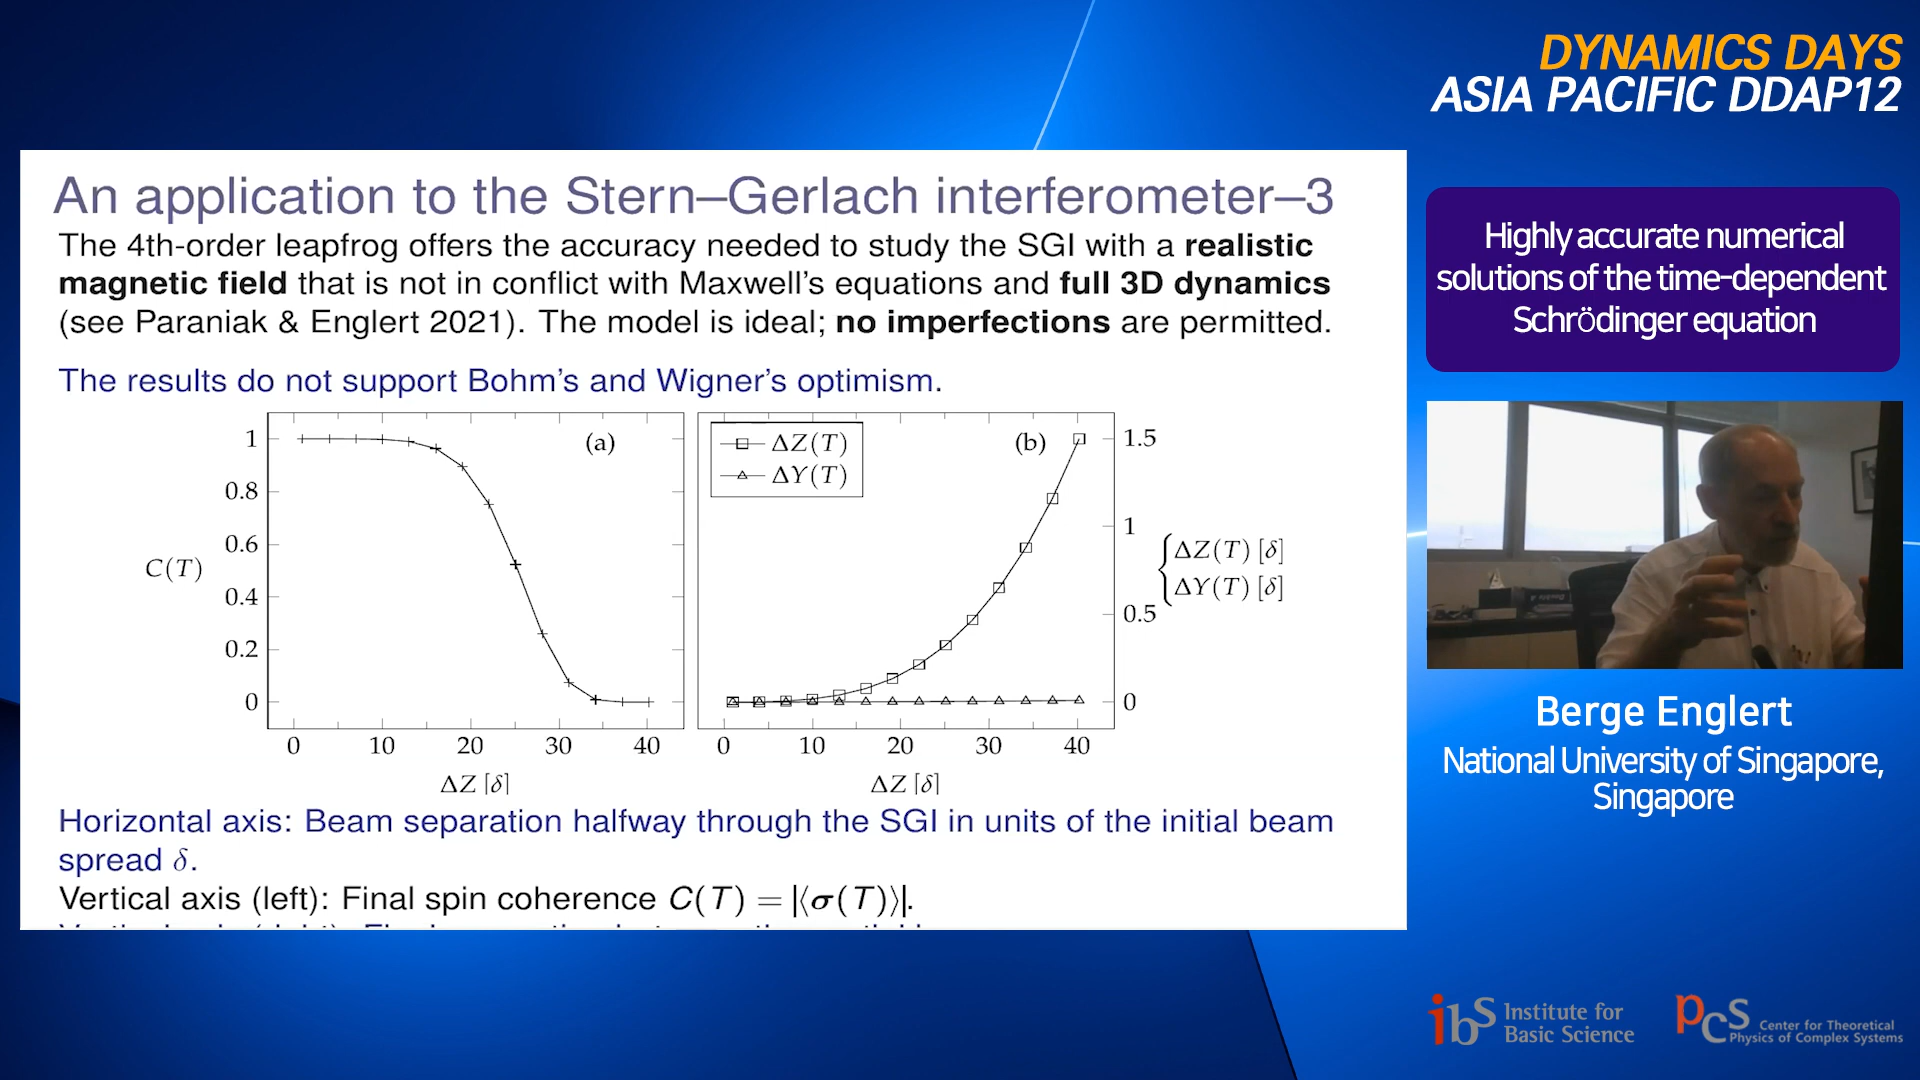 DYNAMICS DAYS
ASIA PACIFIC DDAP12
An application to the Stern–Gerlach interferometer–3
The 4th-order leapfrog offers the accuracy needed to study the SGI with a realistic
magnetic field that is not in conflict with Maxwell's equations and full 3D dynamics
(see Paraniak & Englert 2021). The model is ideal; no imperfections are permitted.
The results do not support Bohm's and Wigner's optimism.
(a)
1
0.8
0.6
0.4
0.2
0
C(T)
0 10 20 30 40
ΔZ [δ]
ΔZ(T)
ΔY(T)
(b)
1.5
1
0.5
0
ΔZ(T) [δ]
ΔY(T) [δ]
0 10 20 30 40
ΔZ [δ]
Horizontal axis: Beam separation halfway through the SGI in units of the initial beam
spread δ.
Vertical axis (left): Final spin coherence C(T) = |⟨σ(T)⟩|.
Highly accurate numerical
solutions of the time-dependent
Schrödinger equation
Berge Englert
National University of Singapore,
Singapore
ibs Institute for
Basic Science
pcs Center for Theoretical
Physics of Complex Systems